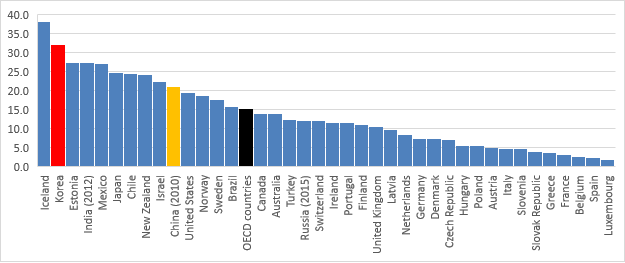 40.0
35.0
30.0
25.0
20.0
15.0
10.0
5.0
0.0
Iceland
Korea
Estonia
India (2012)
Mexico
Japan
Chile
New Zealand
Israel
China (2010)
United States
Norway
Sweden
Brazil
OECD countries
Canada
Australia
Turkey
Russia (2015)
Switzerland
Ireland
Portugal
Finland
United Kingdom
Latvia
Netherlands
Germany
Denmark
Czech Republic
Hungary
Poland
Austria
Italy
Slovenia
Slovak Republic
Greece
France
Belgium
Spain
Luxembourg